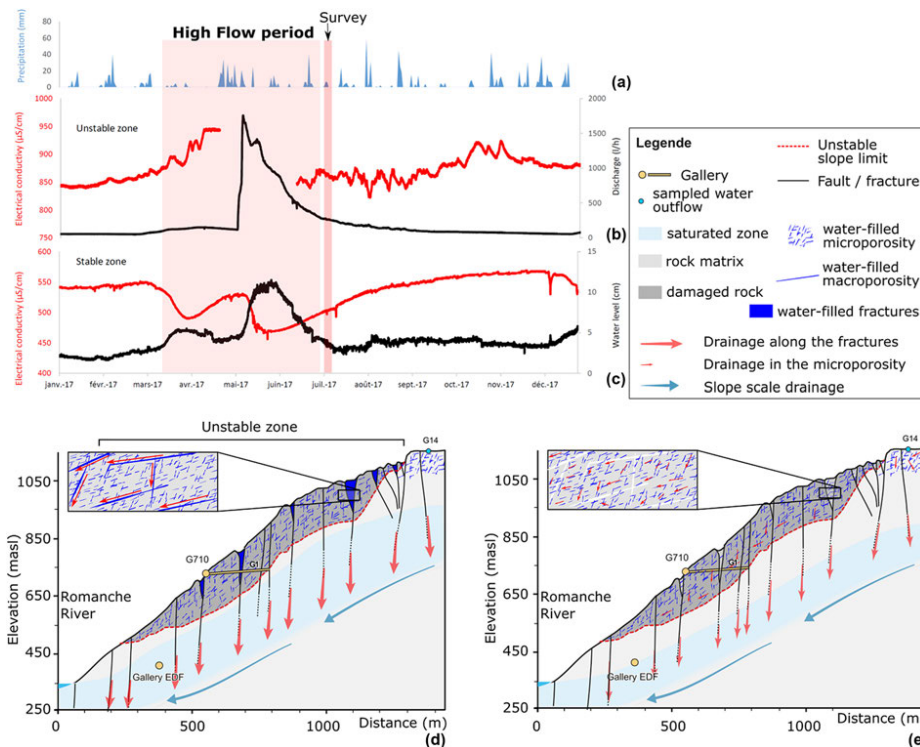 Survey
High Flow period
Precipitation (mm)
80
60
40
20
0
(a)
Electrical conductivy (µS/cm)
1000
950
900
850
800
750
Unstable zone
2000
1500
1000
500
0
Discharge (l/h)
(b)
Electrical conductivy (µS/cm)
600
550
500
450
400
Stable zone
15
10
5
0
Water level (cm)
(c)
janv.-17 févr.-17 mars-17 avr.-17 mai-17 juin-17 juil.-17 août-17 sept.-17 oct.-17 nov.-17 déc.-17
Legende
Gallery
sampled water
outflow
saturated zone
rock matrix
damaged rock
Unstable
slope limit
Fault / fracture
water-filled
microporosity
water-filled
macroporosity
water-filled fractures
Drainage along the fractures
Drainage in the microporosity
Slope scale drainage
Unstable zone
G14
Elevation (masl)
1050
850
650
450
250
G710
G1
Romanche
River
Gallery EDF
0 500 1000
Distance (m)
(d)
G14
Elevation (masl)
1050
850
650
450
250
G710
G1
Romanche
River
Gallery EDF
0 500 1000
Distance (m)
(e